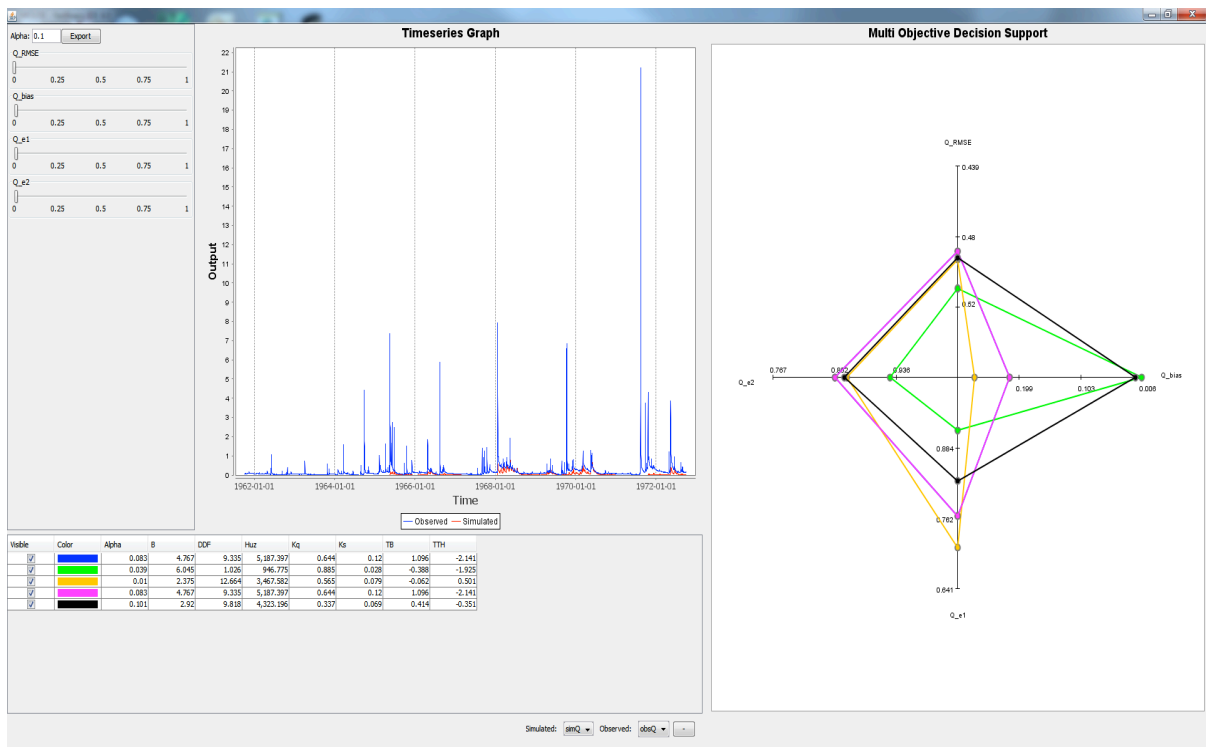 Timeseries Graph
Multi Objective Decision Support
Alpha: 0.1 Export
Q_RMSE
0 0.25 0.5 0.75 1
Q_bias
0 0.25 0.5 0.75 1
Q_e1
0 0.25 0.5 0.75 1
Q_e2
0 0.25 0.5 0.75 1
22
21
20
19
18
17
16
15
14
13
12
11
10
9
8
7
6
5
4
3
2
1
0
Output
1962-01-01 1964-01-01 1966-01-01 1968-01-01 1970-01-01 1972-01-01
Time
Observed Simulated
Q_RMSE
0.439
0.48
0.52
Q_e2 0.767 0.852 0.936 0.199 0.103 0.006 Q_bias
0.884
0.762
0.641
Q_e1
Visible Color Alpha B DDF Huz Kq Ks TB TTH
0.083 4.767 9.335 5,187.397 0.644 0.12 1.096 -2.141
0.039 6.045 1.026 946.775 0.885 0.028 -0.388 -1.925
0.01 2.375 12.664 3,467.582 0.565 0.079 -0.062 0.501
0.083 4.767 9.335 5,187.397 0.644 0.12 1.096 -2.141
0.101 2.92 9.818 4,323.196 0.337 0.069 0.414 -0.351
Simulated: simQ Observed: obsQ -